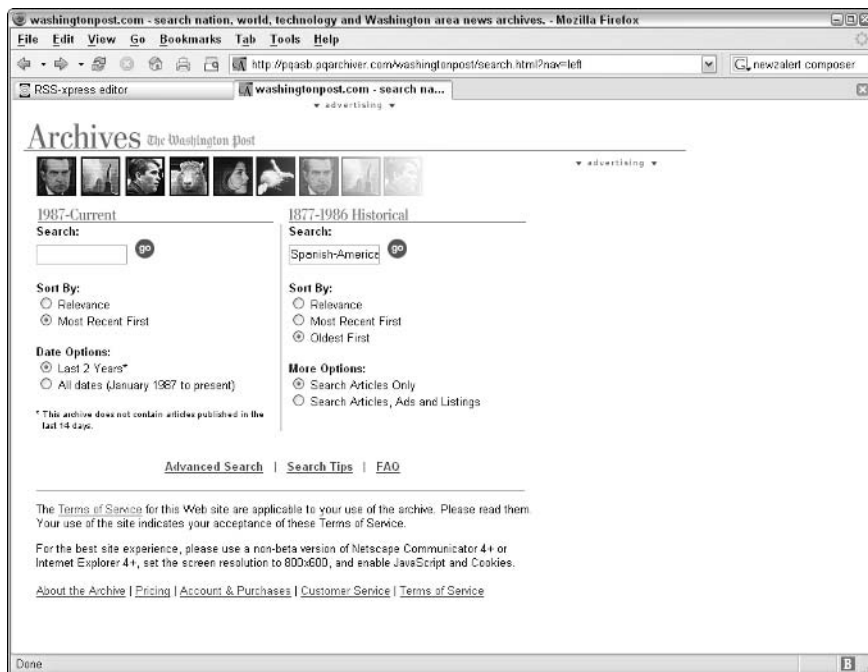 washingtonpost.com - search nation, world, technology and Washington area news archives. - Mozilla Firefox
File Edit View Go Bookmarks Tab Tools Help
http://pqasb.pqarchiver.com/washingtonpost/search.html?nav=left
newzalert composer
RSS-xpress editor
washingtonpost.com - search na...
▼ advertising ▼
Archives The Washington Post
▼ advertising ▼
1987-Current
Search:
go
Sort By:
Relevance
Most Recent First
Date Options:
Last 2 Years*
All dates (January 1987 to present)
* This archive does not contain articles published in the
last 14 days.
1877-1986 Historical
Search:
Spanish-America
go
Sort By:
Relevance
Most Recent First
Oldest First
More Options:
Search Articles Only
Search Articles, Ads and Listings
Advanced Search | Search Tips | FAQ
The Terms of Service for this Web site are applicable to your use of the archive. Please read them.
Your use of the site indicates your acceptance of these Terms of Service.
For the best site experience, please use a non-beta version of Netscape Communicator 4+ or
Internet Explorer 4+, set the screen resolution to 800x600, and enable JavaScript and Cookies.
About the Archive | Pricing | Account & Purchases | Customer Service | Terms of Service
Done